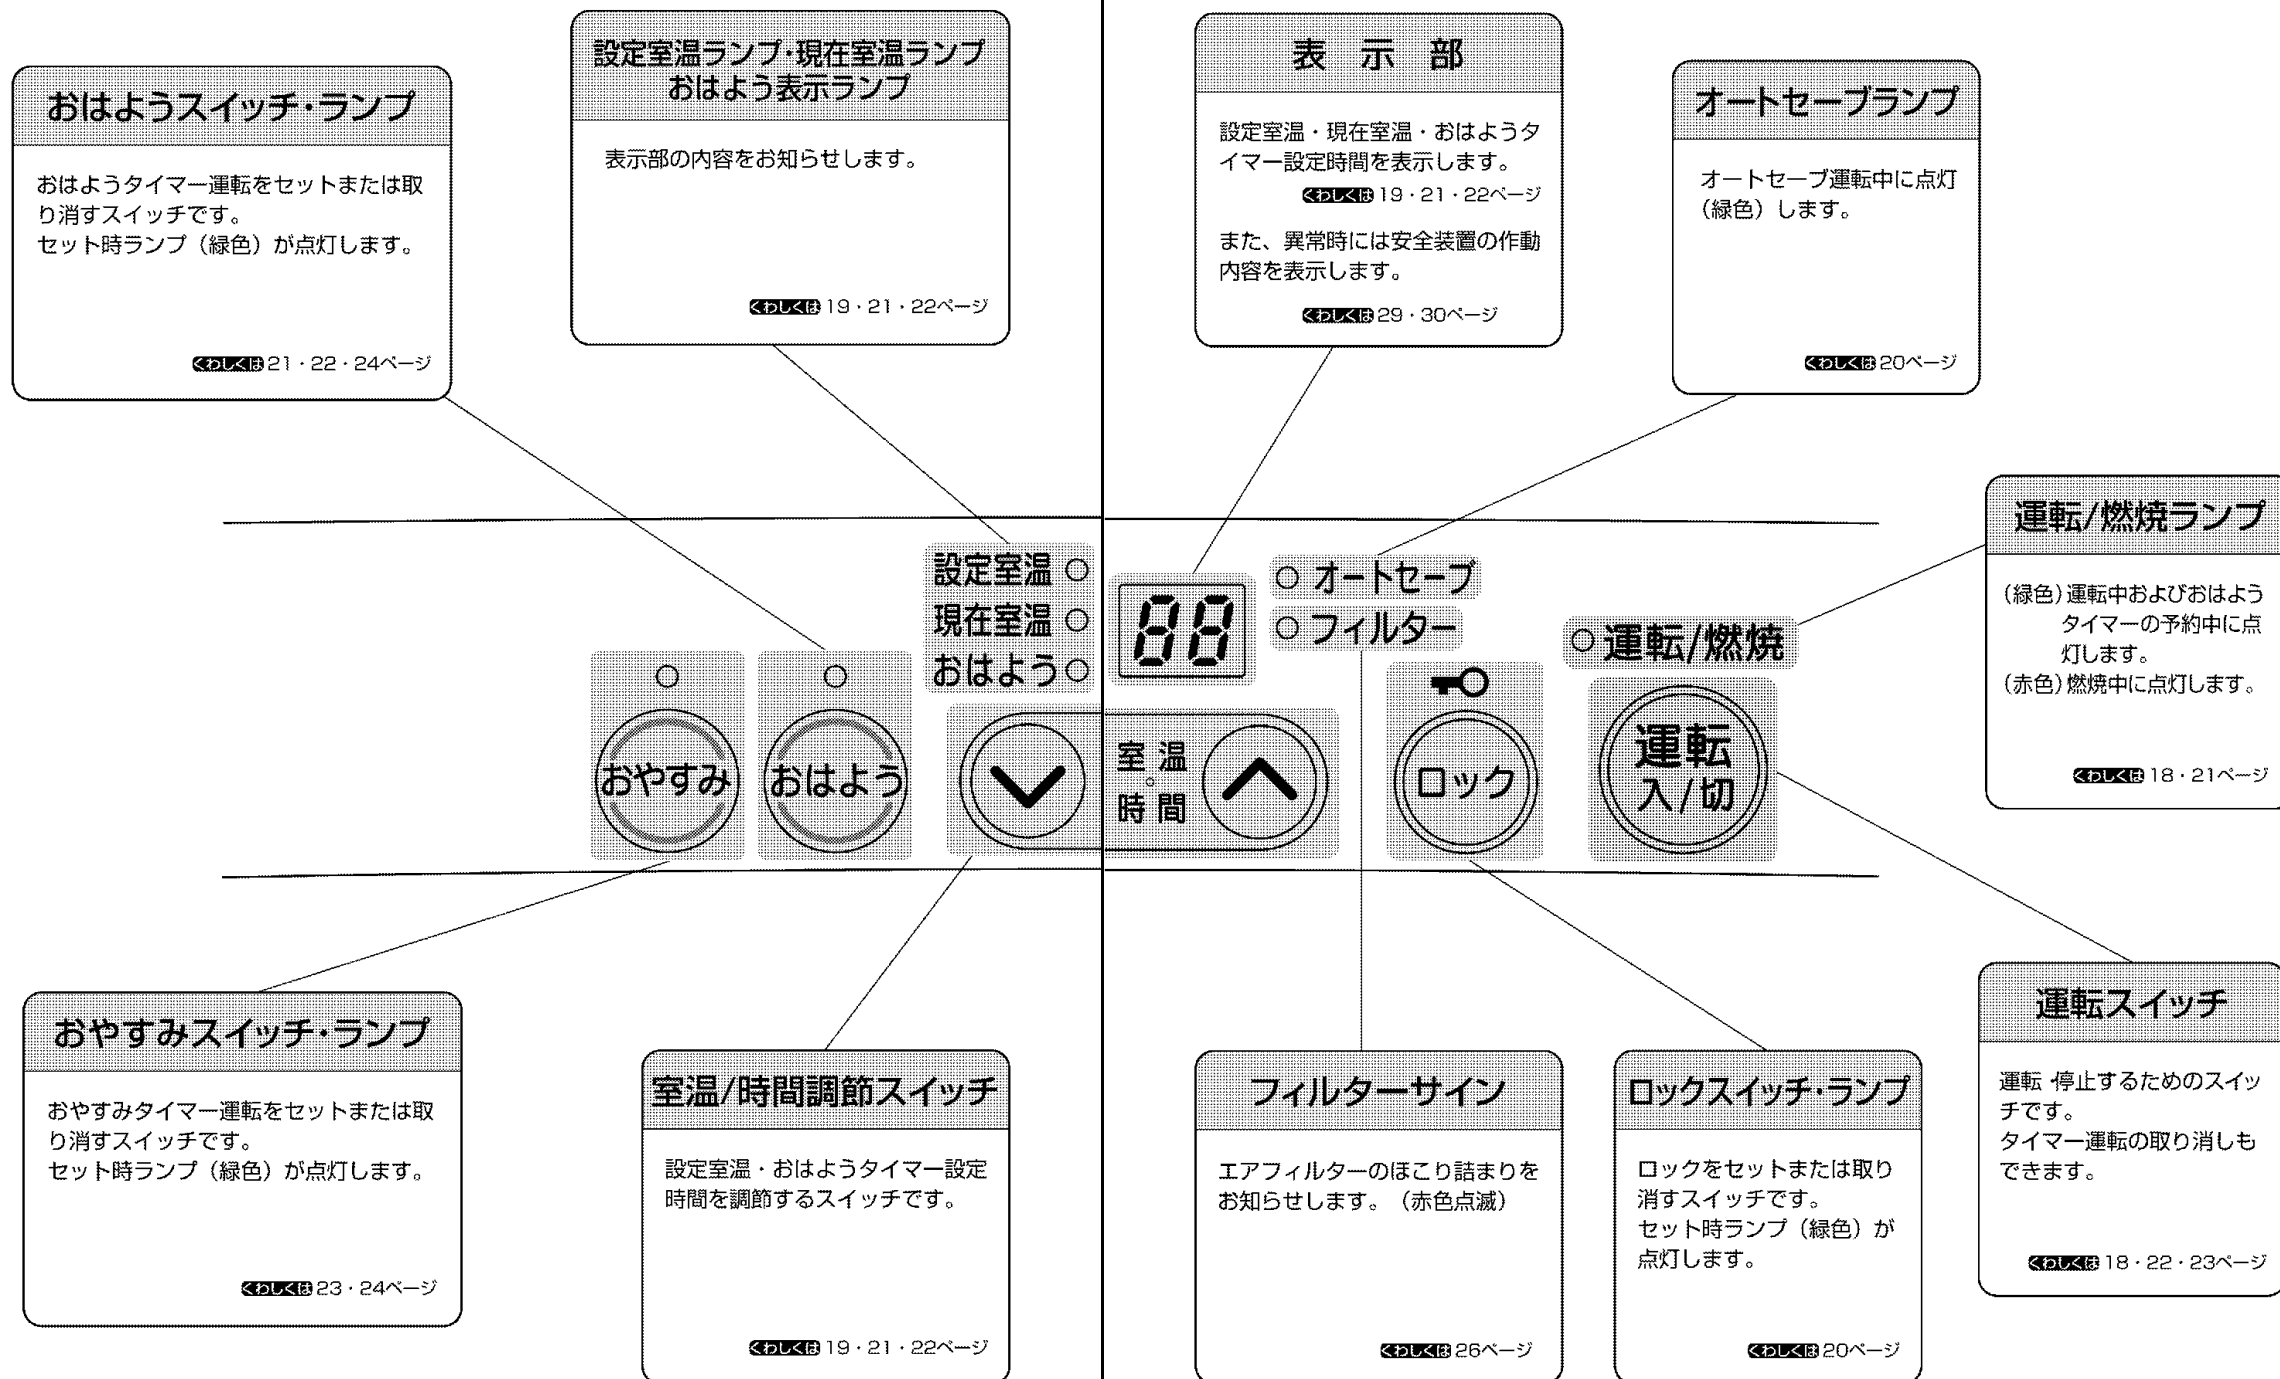 おはようスイッチ・ランプ
おはようタイマー運転をセットまたは取
り消すスイッチです。
セット時ランプ（緑色）が点灯します。
くわしくは 21・22・24ページ
設定室温ランプ・現在室温ランプ
おはよう表示ランプ
表示部の内容をお知らせします。
くわしくは 19・21・22ページ
表示部
設定室温・現在室温・おはようタ
イマー設定時間を表示します。
くわしくは 19・21・22ページ
また、異常時には安全装置の作動
内容を表示します。
くわしくは 29・30ページ
オートセーブランプ
オートセーブ運転中に点灯
（緑色）します。
くわしくは 20ページ
運転/燃焼ランプ
（緑色）運転中およびおはよう
タイマーの予約中に点
灯します。
（赤色）燃焼中に点灯します。
くわしくは 18・21ページ
設定室温
現在室温
おはよう
88
オートセーブ
フィルター
運転/燃焼
おやすみ
おはよう
室温
時間
ロック
運転
入/切
おやすみスイッチ・ランプ
おやすみタイマー運転をセットまたは取
り消すスイッチです。
セット時ランプ（緑色）が点灯します。
くわしくは 23・24ページ
室温/時間調節スイッチ
設定室温・おはようタイマー設定
時間を調節するスイッチです。
くわしくは 19・21・22ページ
フィルターサイン
エアフィルターのほこり詰まりを
お知らせします。（赤色点滅）
くわしくは 26ページ
ロックスイッチ・ランプ
ロックをセットまたは取り
消すスイッチです。
セット時ランプ（緑色）が
点灯します。
くわしくは 20ページ
運転スイッチ
運転・停止するためのスイッ
チです。
タイマー運転の取り消しも
できます。
くわしくは 18・22・23ページ